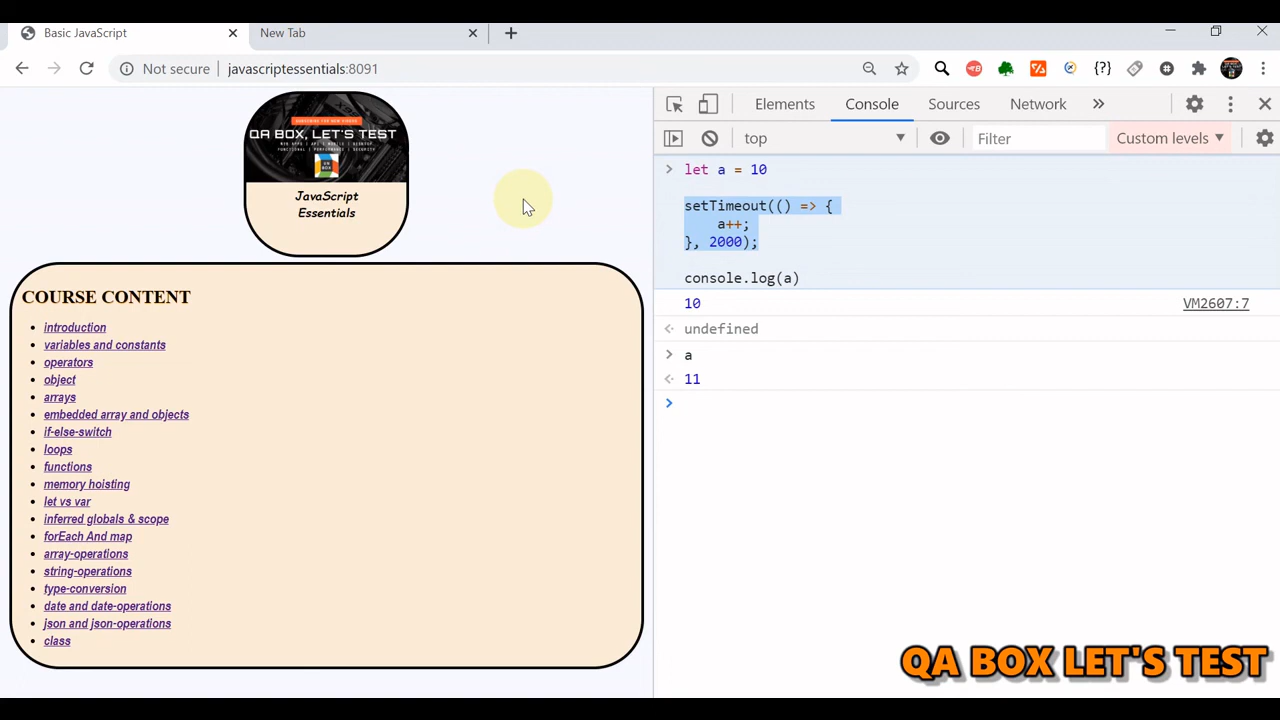 Basic JavaScript
New Tab
Not secure
javascriptessentials:8091
SUBSCRIBE FOR NEW VIDEOS
QA BOX, LET'S TEST
JavaScript
Essentials
COURSE CONTENT
introduction
variables and constants
operators
object
arrays
embedded array and objects
if-else-switch
loops
functions
memory hoisting
let vs var
inferred globals & scope
forEach And map
array-operations
string-operations
type-conversion
date and date-operations
json and json-operations
class
Elements
Console
Sources
Network
top
Filter
Custom levels
let a = 10
setTimeout(() => {
a++;
}, 2000);
console.log(a)
10
VM2607:7
undefined
a
11
QA BOX LET'S TEST